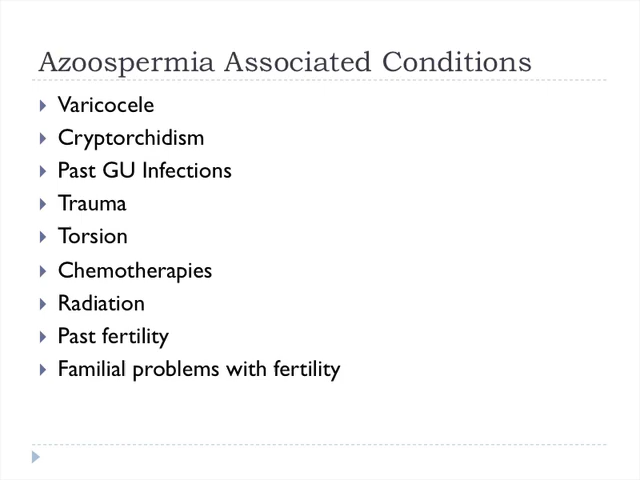 Azoospermia Associated Conditions
Varicocele
Cryptorchidism
Past GU Infections
Trauma
Torsion
Chemotherapies
Radiation
Past fertility
Familial problems with fertility